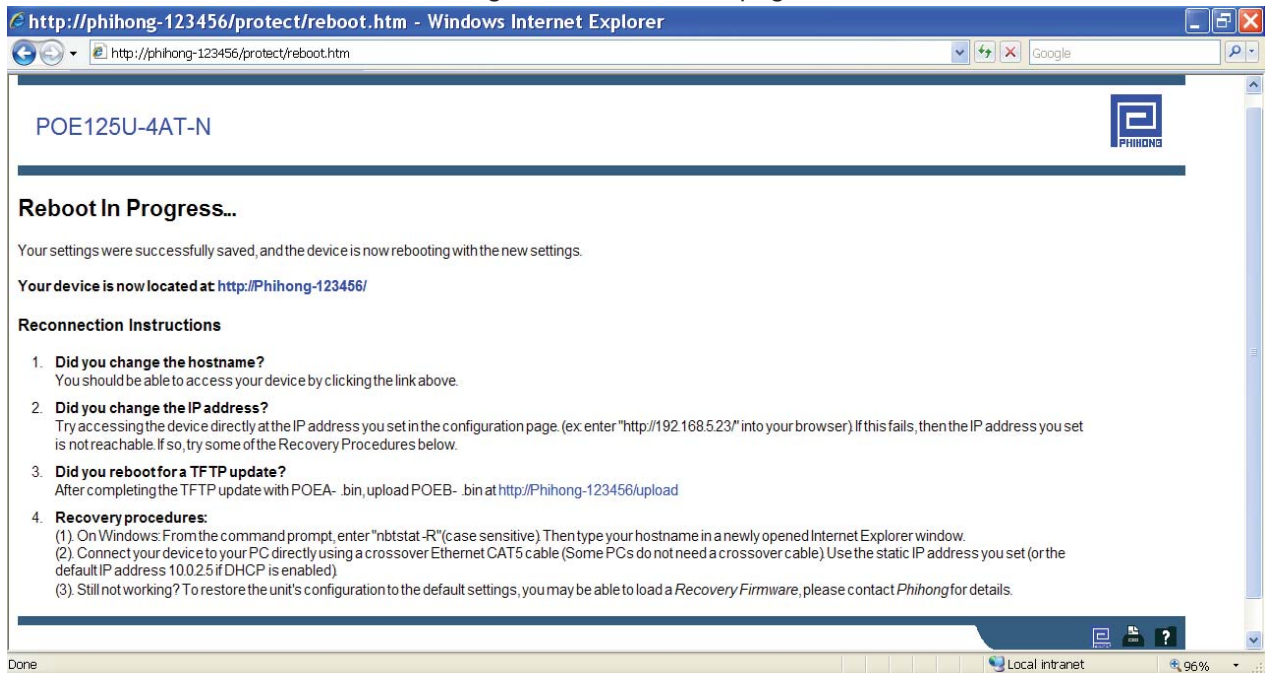 http://phihong-123456/protect/reboot.htm - Windows Internet Explorer
http://phihong-123456/protect/reboot.htm
Google
POE125U-4AT-N
PHIHONG
Reboot In Progress...
Your settings were successfully saved, and the device is now rebooting with the new settings.
Your device is now located at: http://Phihong-123456/
Reconnection Instructions
1. Did you change the hostname?
You should be able to access your device by clicking the link above.
2. Did you change the IP address?
Try accessing the device directly at the IP address you set in the configuration page. (ex: enter "http://192.168.5.23/" into your browser) If this fails, then the IP address you set
is not reachable. If so, try some of the Recovery Procedures below.
3. Did you reboot for a TFTP update?
After completing the TFTP update with POEA- .bin, upload POEB- .bin at http://Phihong-123456/upload
4. Recovery procedures:
(1). On Windows: From the command prompt, enter "nbtstat -R" (case sensitive). Then type your hostname in a newly opened Internet Explorer window.
(2). Connect your device to your PC directly using a crossover Ethernet CAT5 cable (Some PCs do not need a crossover cable). Use the static IP address you set (or the
default IP address 10.0.2.5 if DHCP is enabled).
(3). Still not working? To restore the unit's configuration to the default settings, you may be able to load a Recovery Firmware, please contact Phihong for details.
Done
Local intranet
96%